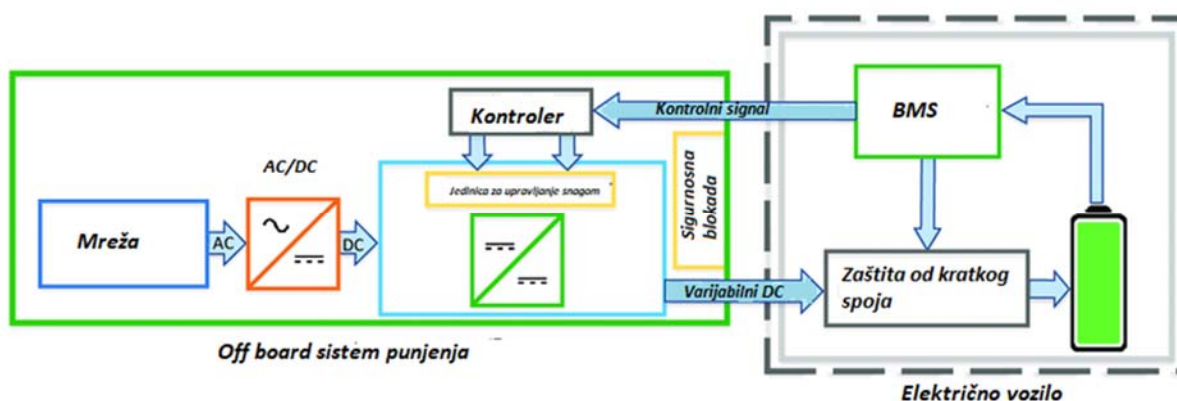 Kontrolni signal
BMS
Kontroler
AC/DC
Jedinica za upravljanje snagom
Sigurnosna
blokada
Mreža
AC
DC
Varijabilni DC
Zaštita od kratkog
spoja
Off board sistem punjenja
Električno vozilo